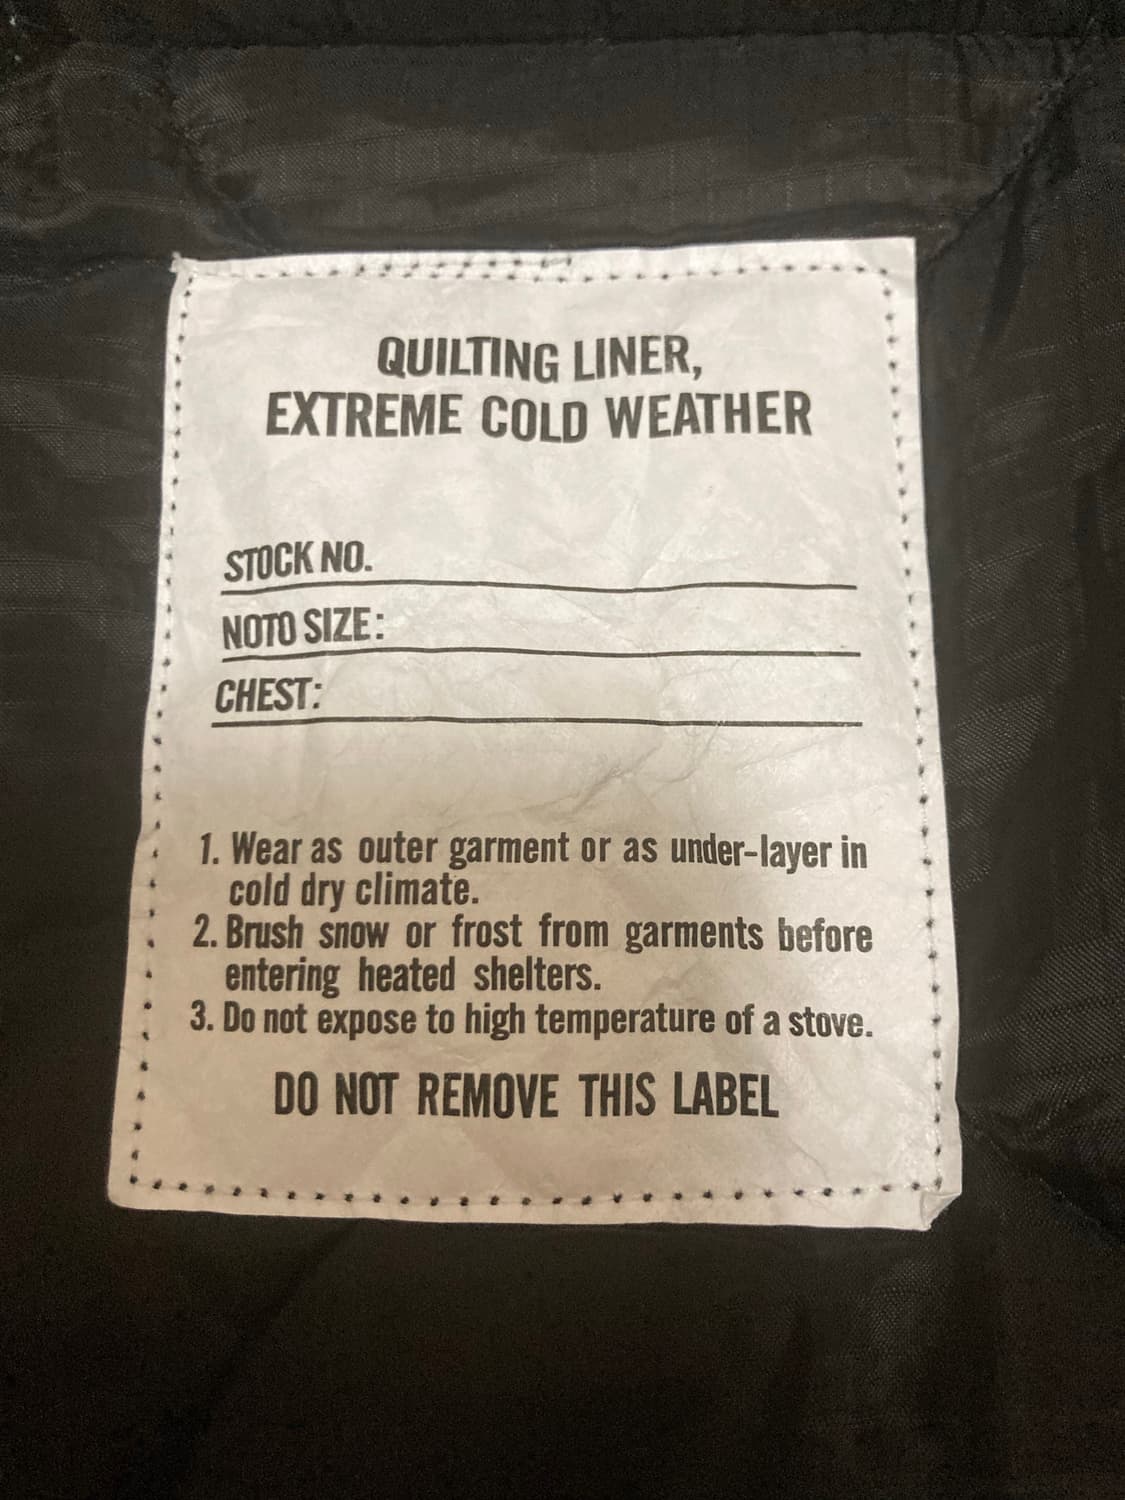 QUILTING LINER,
EXTREME COLD WEATHER
STOCK NO.
NOTO SIZE:
CHEST:
1. Wear as outer garment or as under-layer in
cold dry climate.
2. Brush snow or frost from garments before
entering heated shelters.
3. Do not expose to high temperature of a stove.
DO NOT REMOVE THIS LABEL